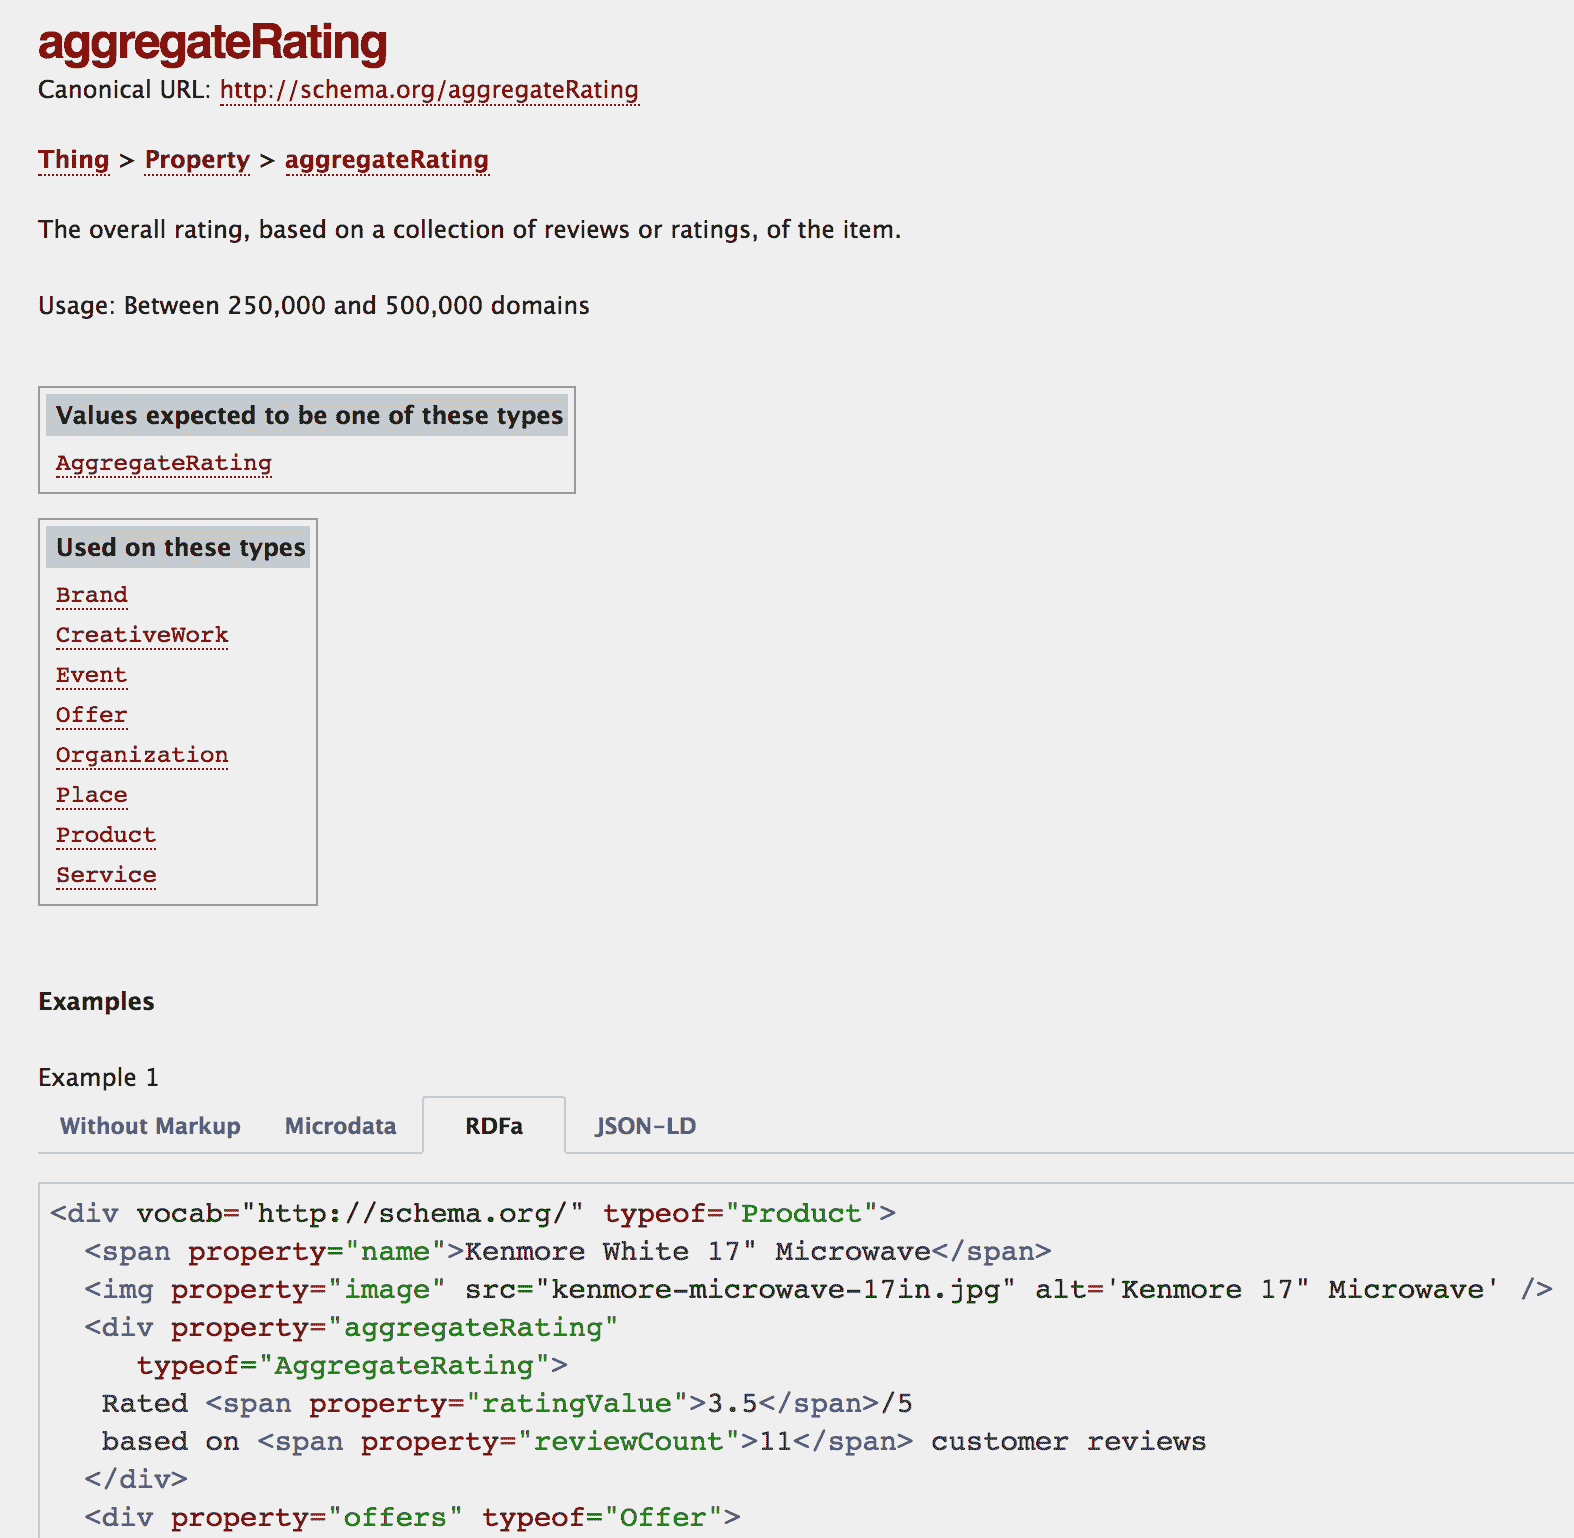 aggregateRating
Canonical URL: http://schema.org/aggregateRating
Thing > Property > aggregateRating
The overall rating, based on a collection of reviews or ratings, of the item.
Usage: Between 250,000 and 500,000 domains
Values expected to be one of these types
AggregateRating
Used on these types
Brand
CreativeWork
Event
Offer
Organization
Place
Product
Service
Examples
Example 1
Without Markup Microdata RDFa JSON-LD
<div vocab="http://schema.org/" typeof="Product">
  <span property="name">Kenmore White 17" Microwave</span>
  <img property="image" src="kenmore-microwave-17in.jpg" alt='Kenmore 17" Microwave' />
  <div property="aggregateRating"
     typeof="AggregateRating">
   Rated <span property="ratingValue">3.5</span>/5
   based on <span property="reviewCount">11</span> customer reviews
  </div>
  <div property="offers" typeof="Offer">